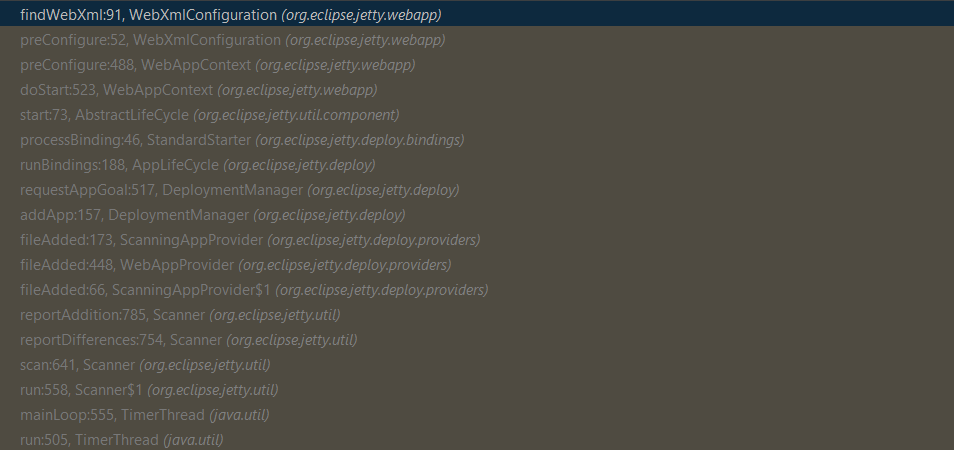 findWebXml:91, WebXmlConfiguration (org.eclipse.jetty.webapp)
preConfigure:52, WebXmlConfiguration (org.eclipse.jetty.webapp)
preConfigure:488, WebAppContext (org.eclipse.jetty.webapp)
doStart:523, WebAppContext (org.eclipse.jetty.webapp)
start:73, AbstractLifeCycle (org.eclipse.jetty.util.component)
processBinding:46, StandardStarter (org.eclipse.jetty.deploy.bindings)
runBindings:188, AppLifeCycle (org.eclipse.jetty.deploy)
requestAppGoal:517, DeploymentManager (org.eclipse.jetty.deploy)
addApp:157, DeploymentManager (org.eclipse.jetty.deploy)
fileAdded:173, ScanningAppProvider (org.eclipse.jetty.deploy.providers)
fileAdded:448, WebAppProvider (org.eclipse.jetty.deploy.providers)
fileAdded:66, ScanningAppProvider$1 (org.eclipse.jetty.deploy.providers)
reportAddition:785, Scanner (org.eclipse.jetty.util)
reportDifferences:754, Scanner (org.eclipse.jetty.util)
scan:641, Scanner (org.eclipse.jetty.util)
run:558, Scanner$1 (org.eclipse.jetty.util)
mainLoop:555, TimerThread (java.util)
run:505, TimerThread (java.util)